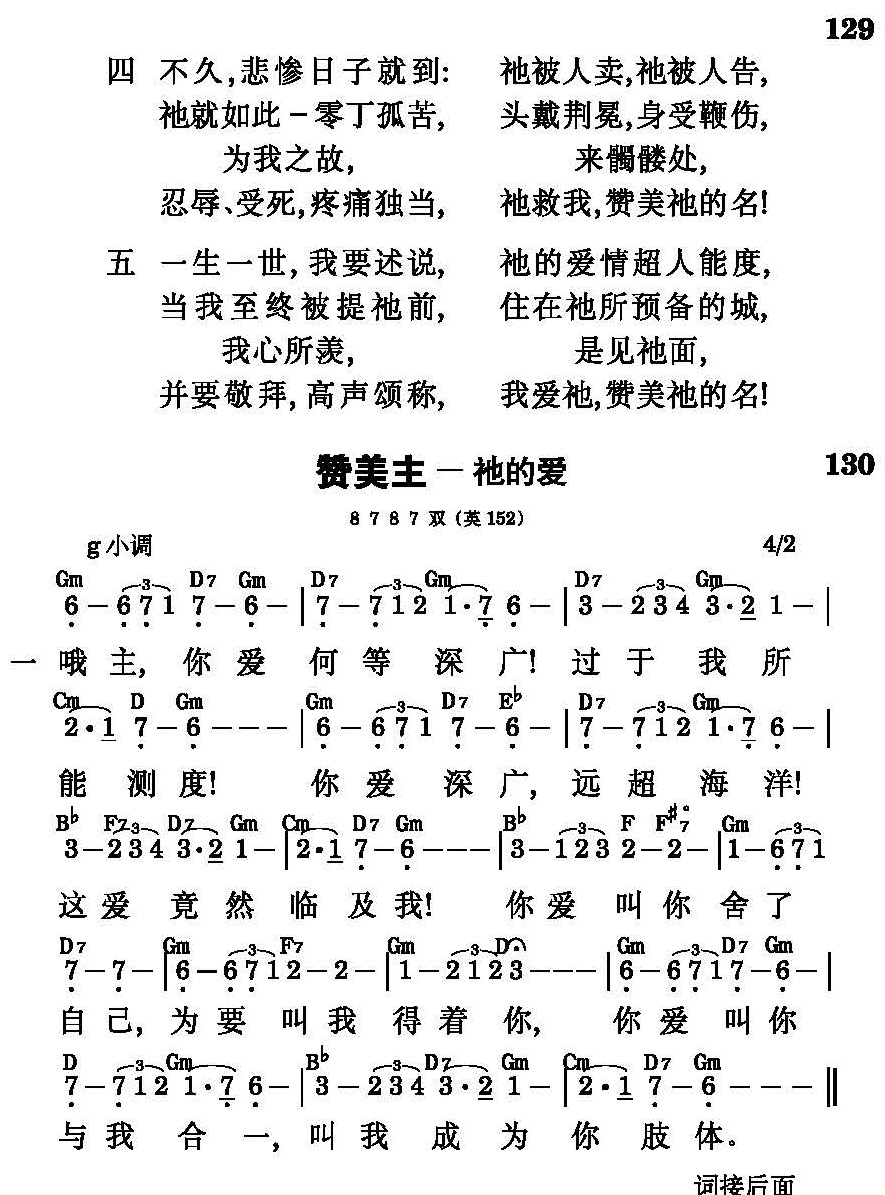 129
四 不久,悲惨日子就到: 祂被人卖,祂被人告,
祂就如此－零丁孤苦, 头戴荆冕,身受鞭伤,
为我之故, 来髑髅处,
忍辱、受死,疼痛独当, 祂救我,赞美祂的名!
五 一生一世, 我要述说, 祂的爱情超人能度,
当我至终被提祂前, 住在祂所预备的城,
我心所羡, 是见祂面,
并要敬拜, 高声颂称, 我爱祂,赞美祂的名!
赞美主－祂的爱 130
8 7 8 7 双 (英 152)
g 小调 4/2
Gm 3 D7 Gm D7 3 Gm D7 3 Gm
6 － 6 7 1 7 － 6 － | 7 － 7 1 2 1 · 7 6 － | 3 － 2 3 4 3 · 2 1 － |
一 哦 主, 你 爱 何 等 深 广! 过 于 我 所
Cm D Gm Gm 3 D7 E♭ D7 3 Gm
2 · 1 7 － 6 － － － | 6 － 6 7 1 7 － 6 － | 7 － 7 1 2 1 · 7 6 － |
能 测 度! 你 爱 深 广, 远 超 海 洋!
B♭ F7 3 D7 Gm Cm D7 Gm B♭ 3 F F♯°7 Gm 3
3 － 2 3 4 3 · 2 1 － | 2 · 1 7 － 6 － － － | 3 － 1 2 3 2 － 2 － | 1 － 6 7 1
这 爱 竟 然 临 及 我! 你 爱 叫 你 舍 了
D7 Gm 3 F7 Gm 3 D Gm 3 D7 Gm
7 － 7 － | 6 － 6 7 1 2 － 2 － | 1 － 2 1 2 3 － － － | 6 － 6 7 1 7 － 6 － |
自 己, 为 要 叫 我 得 着 你, 你 爱 叫 你
D 3 Gm B♭ 3 D7 Gm Cm D7 Gm
7 － 7 1 2 1 · 7 6 － | 3 － 2 3 4 3 · 2 1 － | 2 · 1 7 － 6 － － － ‖
与 我 合 一, 叫 我 成 为 你 肢 体。
词接后面